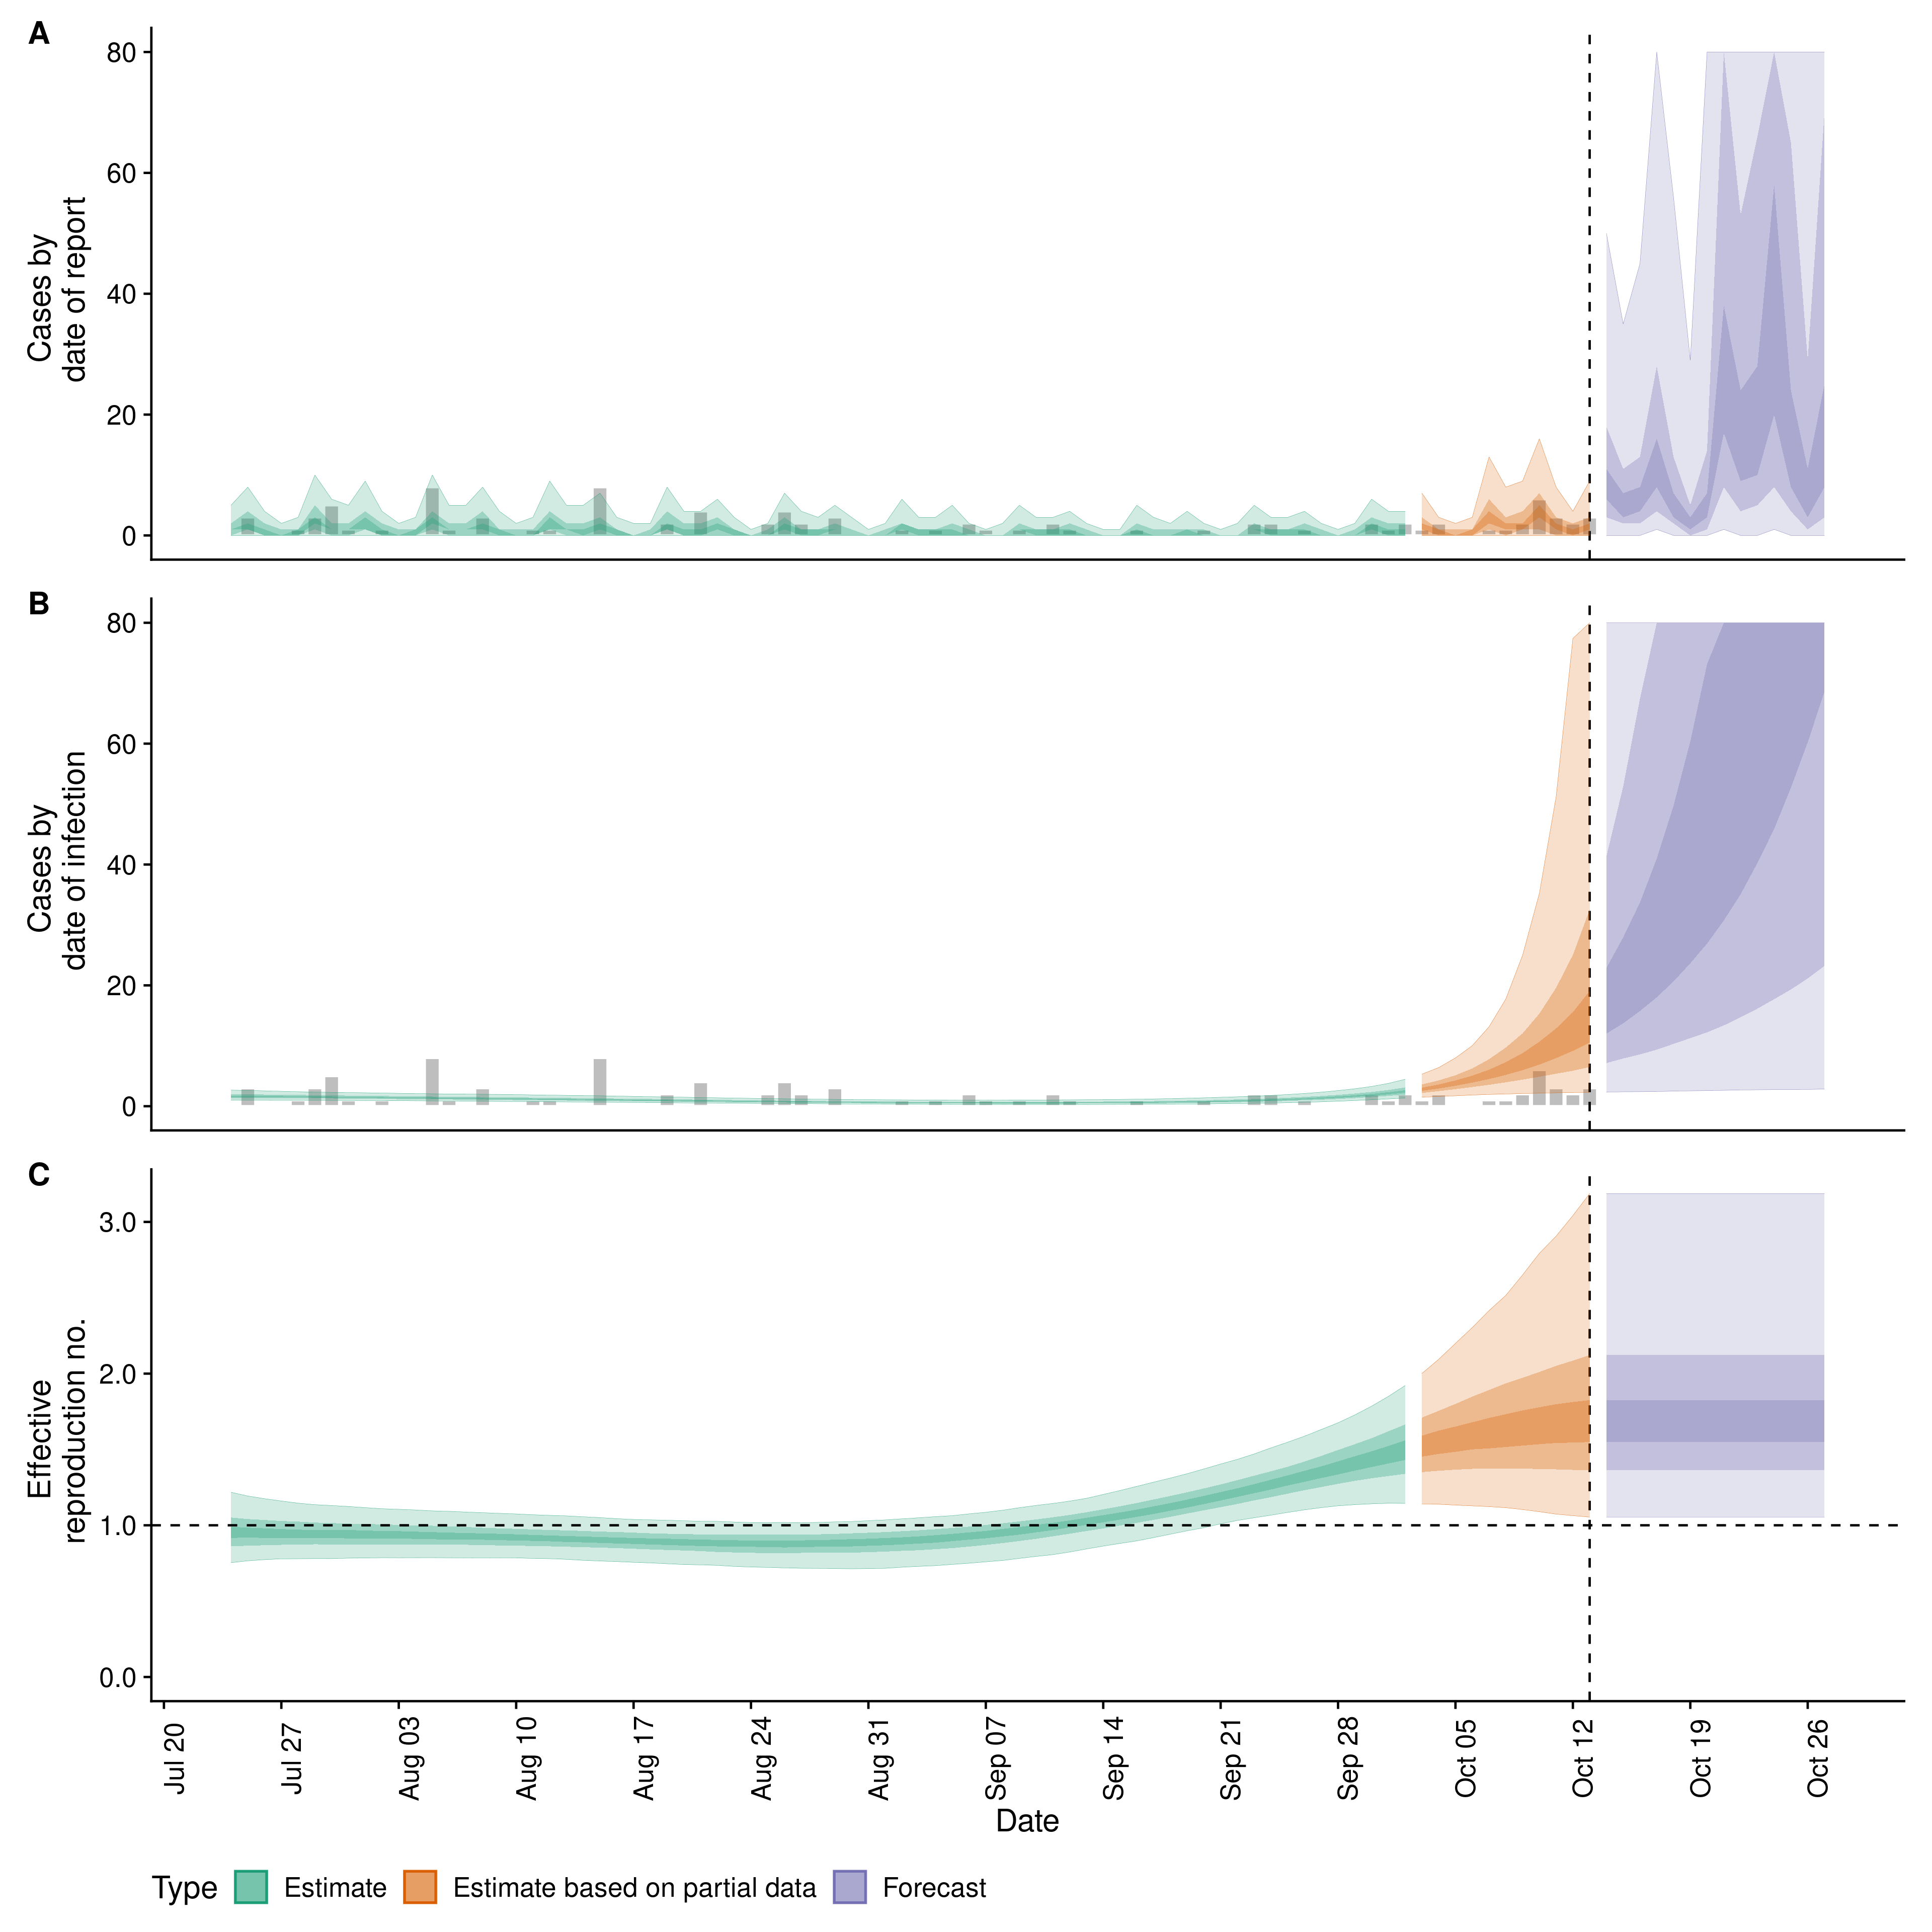 A
80
60
40
20
0
Cases by
date of report
B
80
60
40
20
0
Cases by
date of infection
C
3.0
2.0
1.0
0.0
Effective
reproduction no.
Jul 20
Jul 27
Aug 03
Aug 10
Aug 17
Aug 24
Aug 31
Sep 07
Sep 14
Sep 21
Sep 28
Oct 05
Oct 12
Oct 19
Oct 26
Date
Type Estimate Estimate based on partial data Forecast